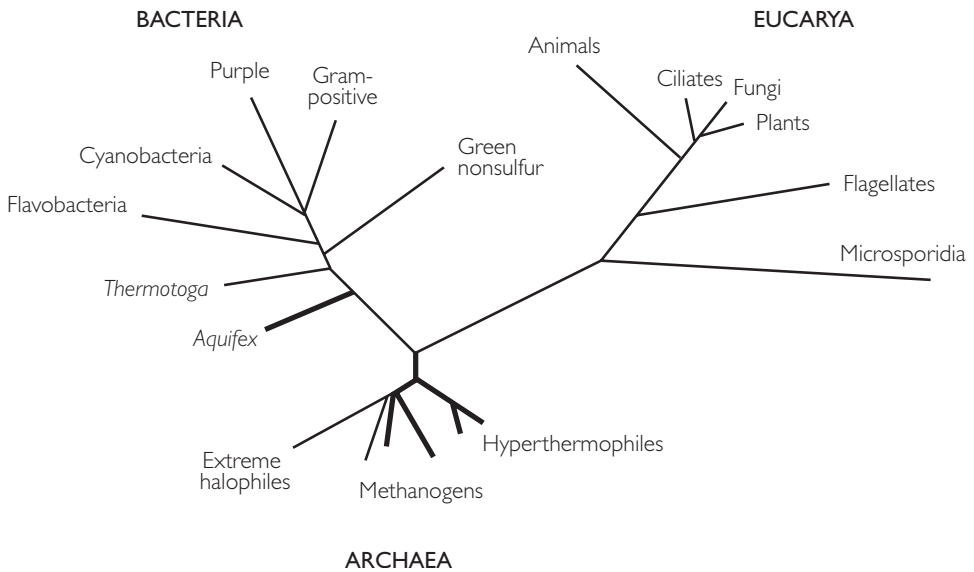 BACTERIA
EUCARYA
Animals
Purple
Gram-
positive
Ciliates
Fungi
Plants
Cyanobacteria
Green
nonsulfur
Flagellates
Flavobacteria
Microsporidia
Thermotoga
Aquifex
Extreme
halophiles
Hyperthermophiles
Methanogens
ARCHAEA